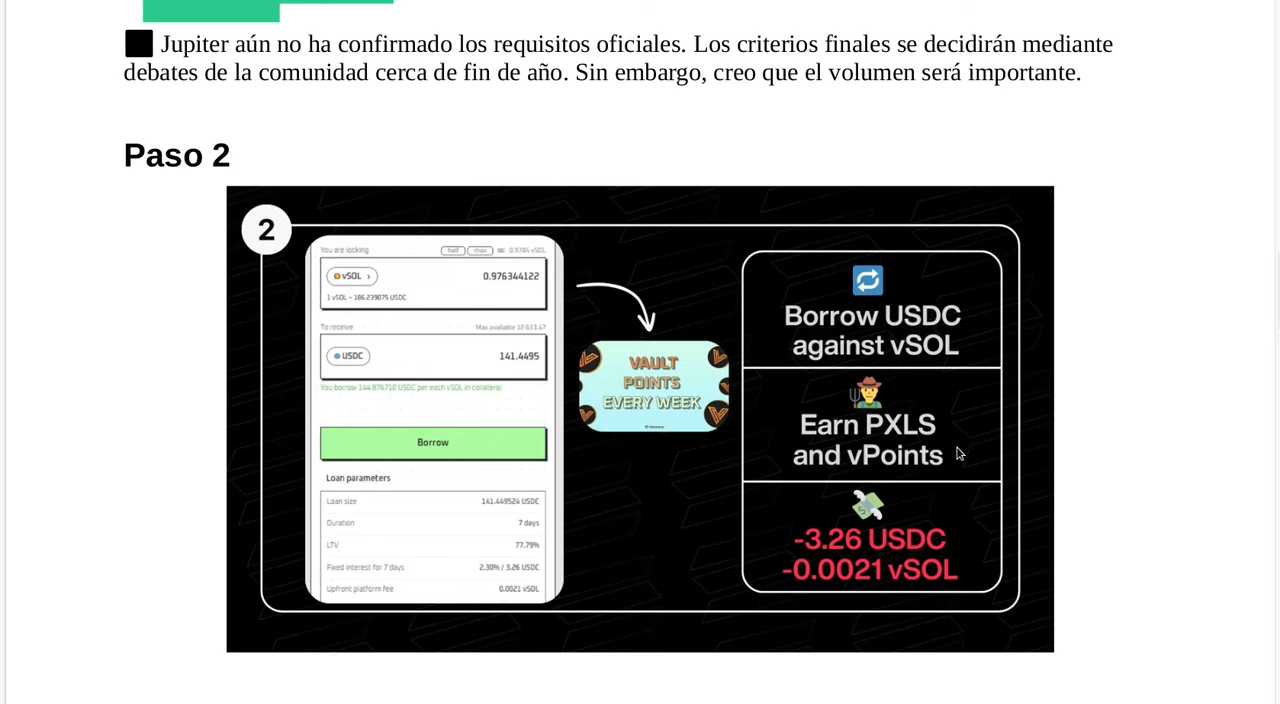 Jupiter aún no ha confirmado los requisitos oficiales. Los criterios finales se decidirán mediante
debates de la comunidad cerca de fin de año. Sin embargo, creo que el volumen será importante.
Paso 2
2
You are locking half max 0.9784 vSOL
vSOL › 0.976344122
1 vSOL ~ 186.239075 USDC
To receive Max available 12 613.47
USDC 141.4495
You borrow 144.876710 USDC per each vSOL in collateral
Borrow
Loan parameters
Loan size 141.449524 USDC
Duration 7 days
LTV 77.79%
Fixed interest for 7 days 2.30% / 3.26 USDC
Upfront platform fee 0.0021 vSOL
VAULT
POINTS
EVERY WEEK
Borrow USDC
against vSOL
Earn PXLS
and vPoints
-3.26 USDC
-0.0021 vSOL